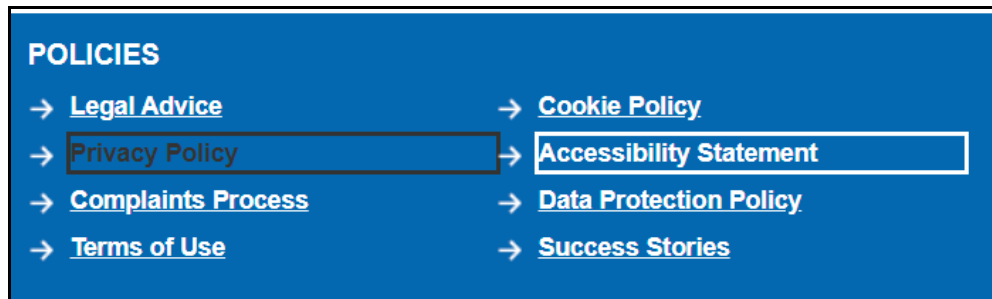 POLICIES
Legal Advice
Cookie Policy
Privacy Policy
Accessibility Statement
Complaints Process
Data Protection Policy
Terms of Use
Success Stories